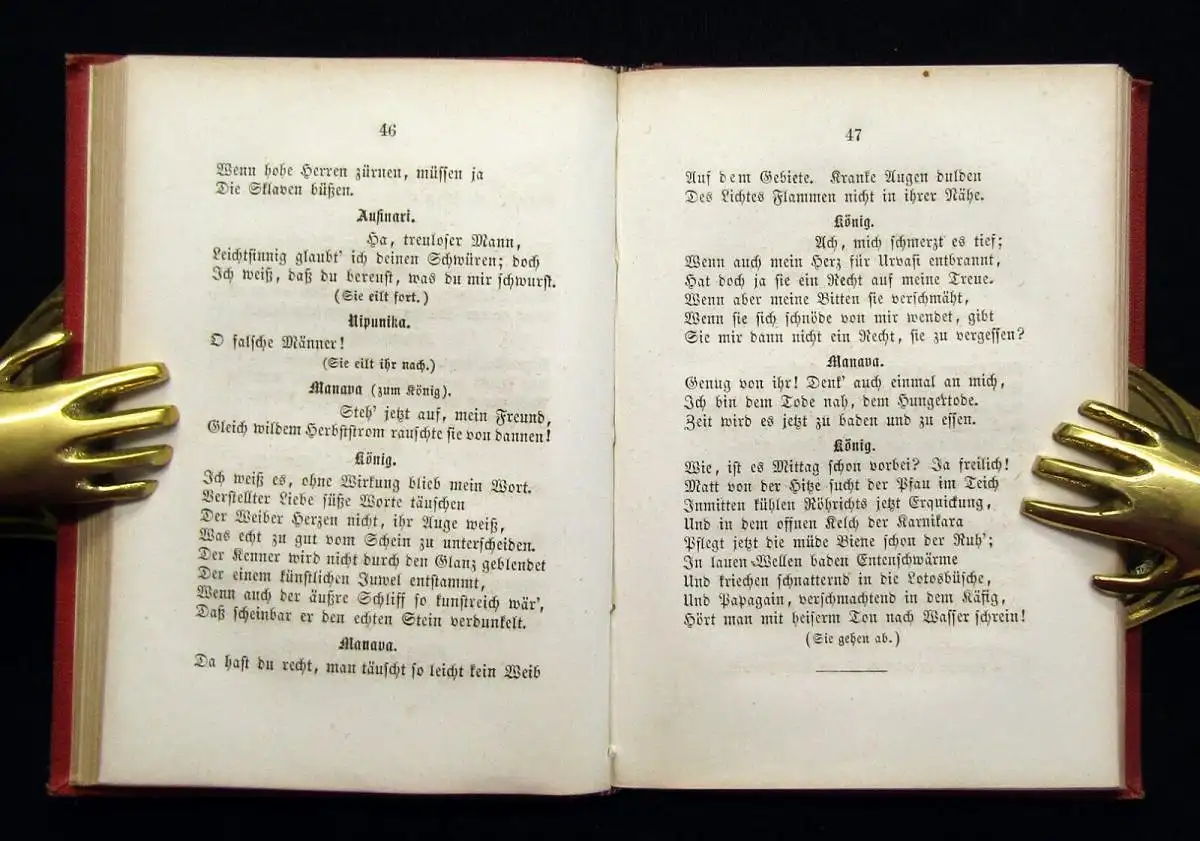 46
Wenn hohe Herren zürnen, müssen ja
Die Sklaven büßen.
Ausinari.
Ha, treuloser Mann,
Leichtsinnig glaubt' ich deinen Schwüren; doch
Ich weiß, daß du bereust, was du mir schwurst.
(Sie eilt fort.)
Nipunika.
O falsche Männer!
(Sie eilt ihr nach.)
Manava (zum König).
Steh' jetzt auf, mein Freund,
Gleich wildem Herbststrom rauschte sie von dannen!
König.
Ich weiß es, ohne Wirkung blieb mein Wort.
Verstellter Liebe süße Worte täuschen
Der Weiber Herzen nicht, ihr Auge weiß,
Was echt zu gut vom Schein zu unterscheiden.
Der Kenner wird nicht durch den Glanz geblendet
Der einem künstlichen Juwel entstammt,
Wenn auch der äußre Schliff so kunstreich wär',
Daß scheinbar er den echten Stein verdunkelt.
Manava.
Da hast du recht, man täuscht so leicht kein Weib
47
Auf dem Gebiete. Kranke Augen dulden
Des Lichtes Flammen nicht in ihrer Nähe.
König.
Ach, mich schmerzt es tief;
Wenn auch mein Herz für Urvasi entbrannt,
Hat doch ja sie ein Recht auf meine Treue.
Wenn aber meine Bitten sie verschmäht,
Wenn sie sich schnöde von mir wendet, gibt
Sie mir dann nicht ein Recht, sie zu vergessen?
Manava.
Genug von ihr! Denk' auch einmal an mich,
Ich bin dem Tode nah, dem Hungertode.
Zeit wird es jetzt zu baden und zu essen.
König.
Wie, ist es Mittag schon vorbei? Ja freilich!
Matt von der Hitze sucht der Pfau im Teich
Inmitten kühlen Röhrichts jetzt Erquickung,
Und in dem offnen Kelch der Karnikara
Pflegt jetzt die müde Biene schon der Ruh';
In lauen Wellen baden Entenschwärme
Und kriechen schnatternd in die Lotosbüsche,
Und Papagain, verschmachtend in dem Käfig,
Hört man mit heiserm Ton nach Wasser schrein!
(Sie gehen ab.)